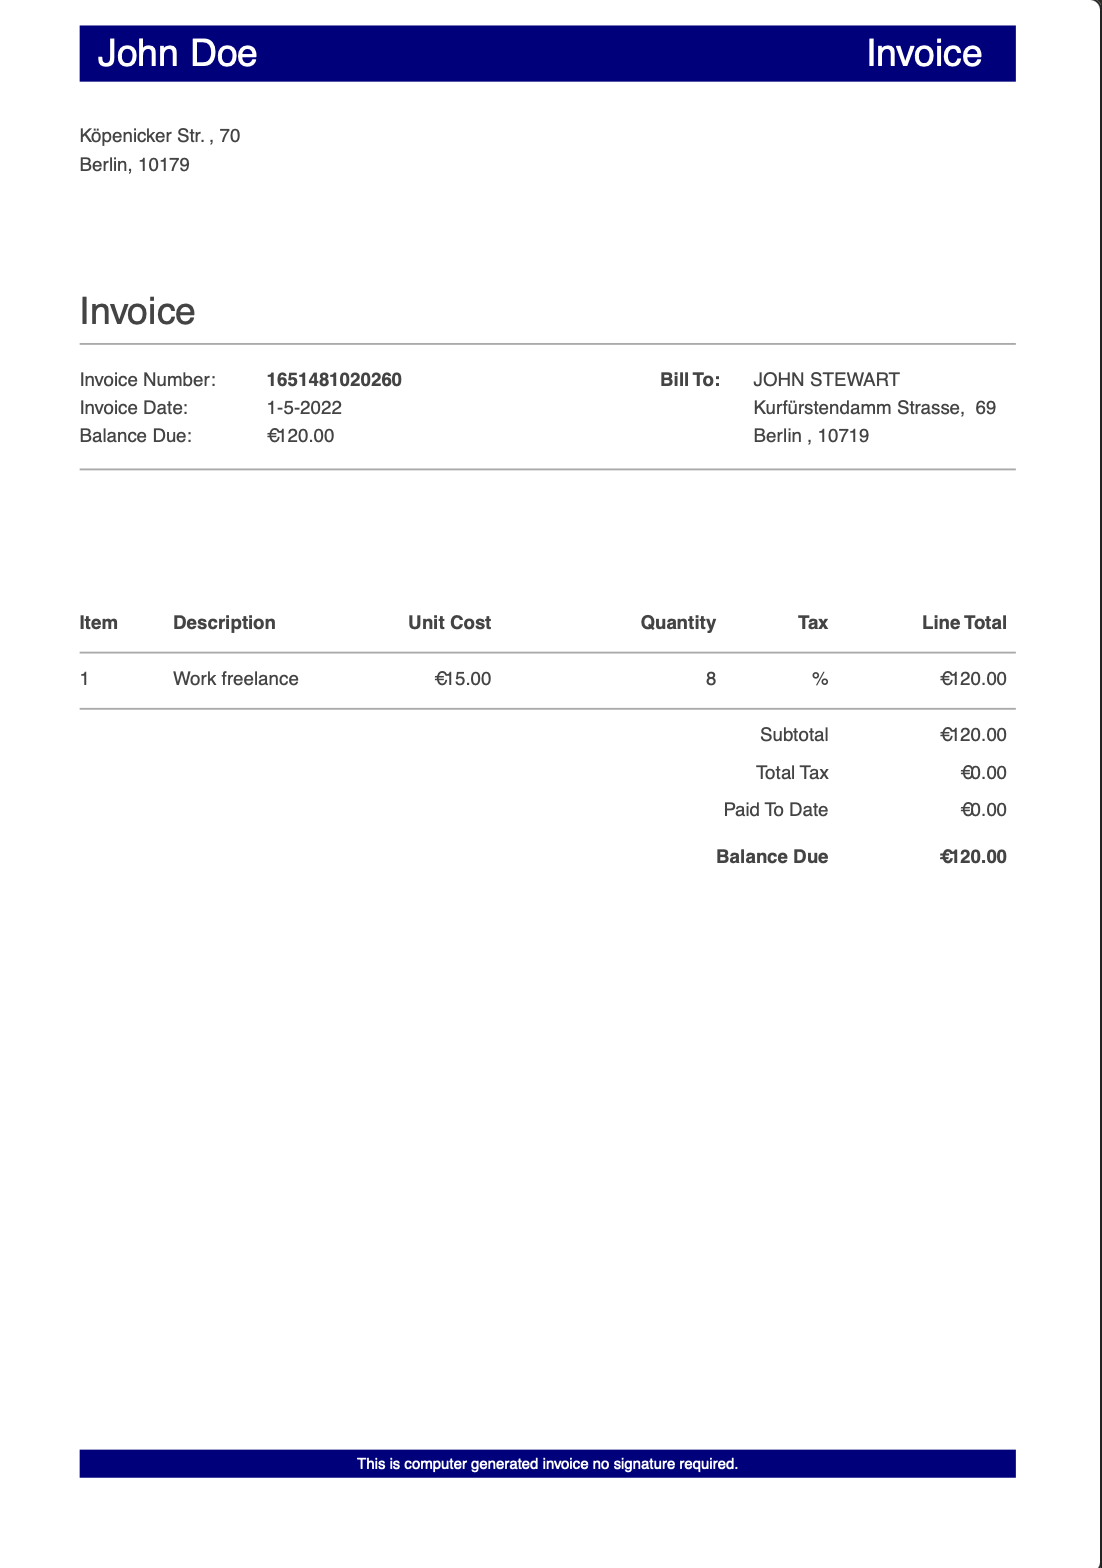 John Doe Invoice
Köpenicker Str. , 70
Berlin, 10179
Invoice
Invoice Number: 1651481020260 Bill To: JOHN STEWART
Invoice Date: 1-5-2022 Kurfürstendamm Strasse, 69
Balance Due: €120.00 Berlin , 10719
Item Description Unit Cost Quantity Tax Line Total
1 Work freelance €15.00 8 % €120.00
Subtotal €120.00
Total Tax €0.00
Paid To Date €0.00
Balance Due €120.00
This is computer generated invoice no signature required.